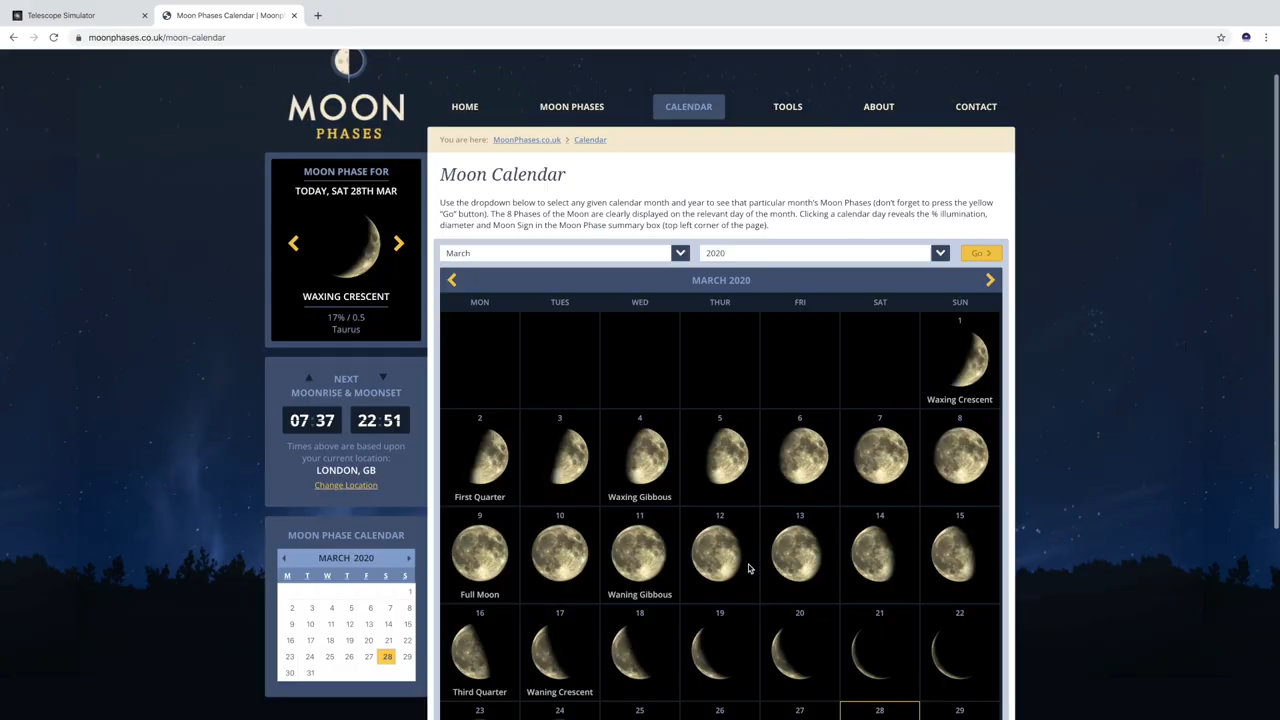 Telescope Simulator
Moon Phases Calendar | Moonp
moonphases.co.uk/moon-calendar
MOON
PHASES
HOME
MOON PHASES
CALENDAR
TOOLS
ABOUT
CONTACT
You are here: MoonPhases.co.uk > Calendar
MOON PHASE FOR
TODAY, SAT 28TH MAR
WAXING CRESCENT
17% / 0.5
Taurus
NEXT
MOONRISE & MOONSET
07:37 22:51
Times above are based upon
your current location:
LONDON, GB
Change Location
MOON PHASE CALENDAR
MARCH 2020
M T W T F S S
1
2 3 4 5 6 7 8
9 10 11 12 13 14 15
16 17 18 19 20 21 22
23 24 25 26 27 28 29
30 31
Moon Calendar
Use the dropdown below to select any given calendar month and year to see that particular month's Moon Phases (don't forget to press the yellow
"Go" button). The 8 Phases of the Moon are clearly displayed on the relevant day of the month. Clicking a calendar day reveals the % illumination,
diameter and Moon Sign in the Moon Phase summary box (top left corner of the page).
March 2020 Go >
MARCH 2020
MON TUES WED THUR FRI SAT SUN
1
Waxing Crescent
2 3 4 5 6 7 8
First Quarter Waxing Gibbous
9 10 11 12 13 14 15
Full Moon Waning Gibbous
16 17 18 19 20 21 22
Third Quarter Waning Crescent
23 24 25 26 27 28 29